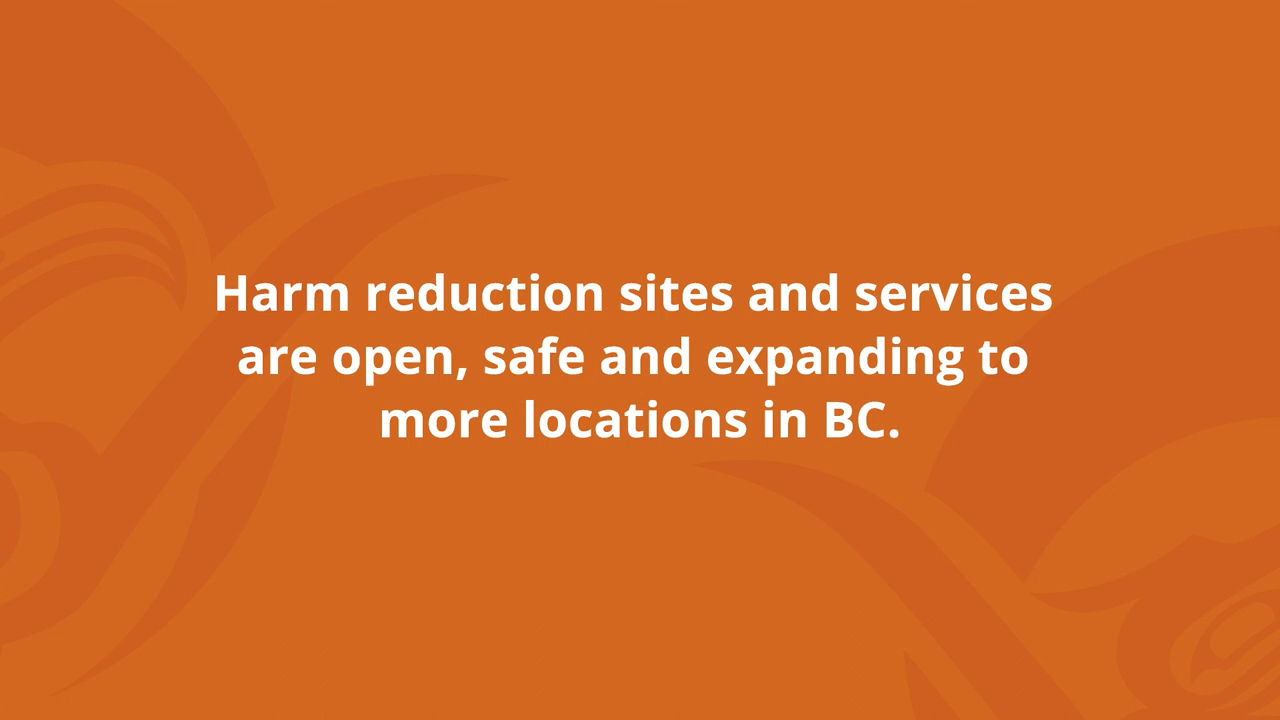 Harm reduction sites and services
are open, safe and expanding to
more locations in BC.